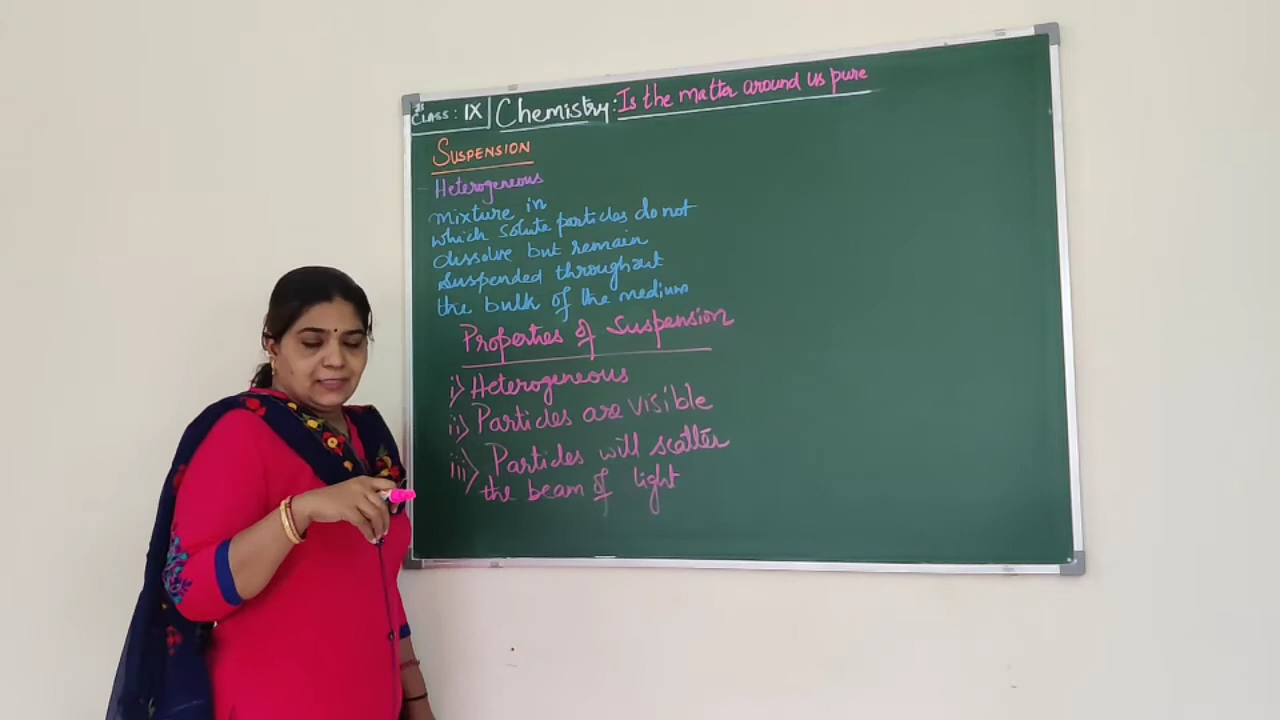 CLASS: IX Chemistry: Is the matter around us pure
SUSPENSION
Heterogeneous
mixture in
which solute particles do not
dissolve but remain
suspended throughout
the bulk of the medium
Properties of Suspension
i) Heterogeneous
ii) Particles are visible
iii) Particles will scatter
the beam of light